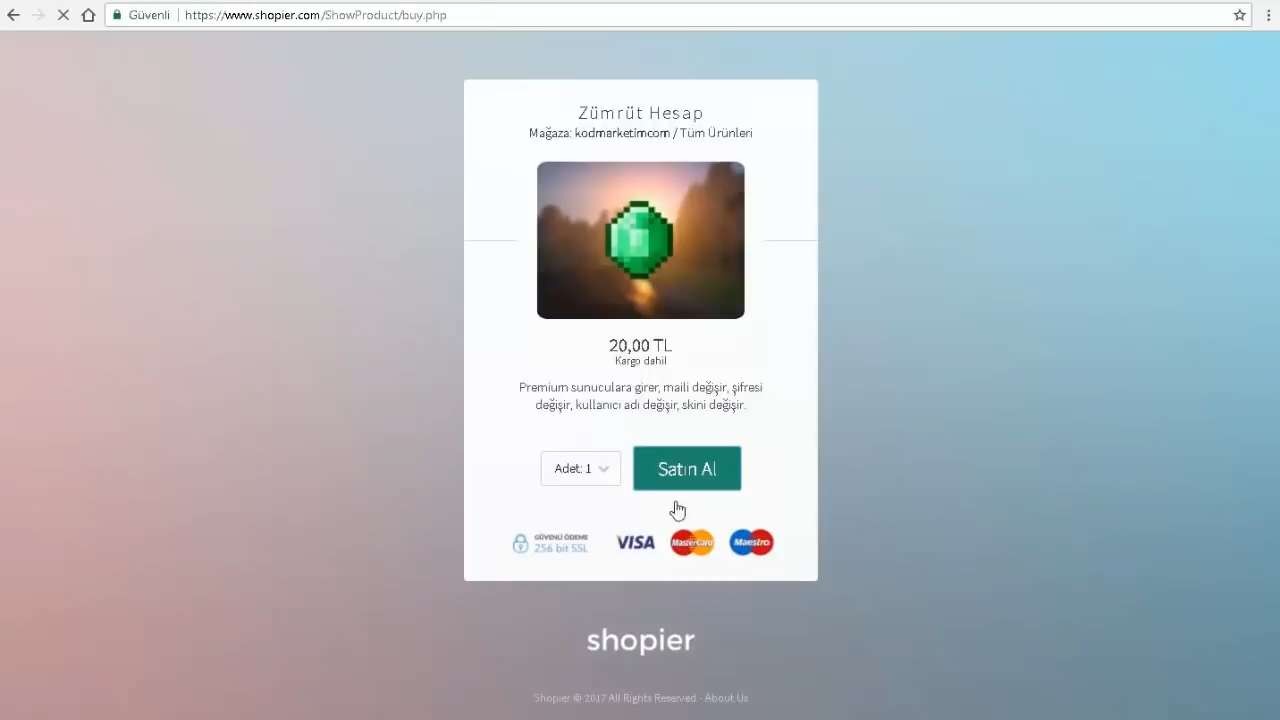 Güvenli
https://www.shopier.com/ShowProduct/buy.php
Zümrüt Hesap
Mağaza: kodmarketimcom / Tüm Ürünleri
20,00 TL
Kargo dahil
Premium sunuculara girer, maili değişir, şifresi
değişir, kullanıcı adı değişir, skini değişir.
Adet: 1
Satın Al
GÜVENLİ ÖDEME
256 bit SSL
VISA
MasterCard
Maestro
shopier
Shopier © 2017 All Rights Reserved - About Us